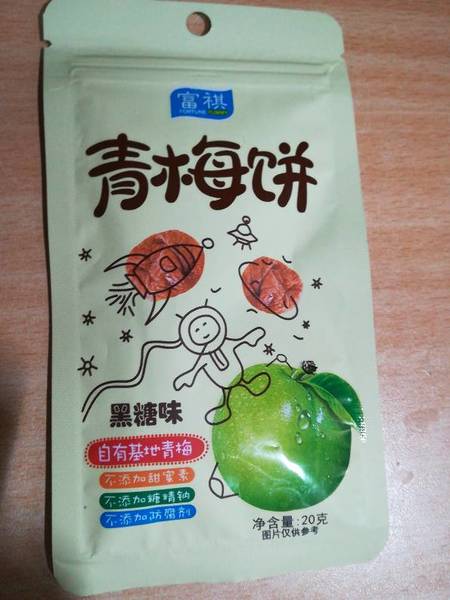 富祺
FORTUNE
青梅饼
黑糖味
自有基地青梅
不添加甜蜜素
不添加糖精钠
不添加防腐剂
净含量:20克
图片仅供参考